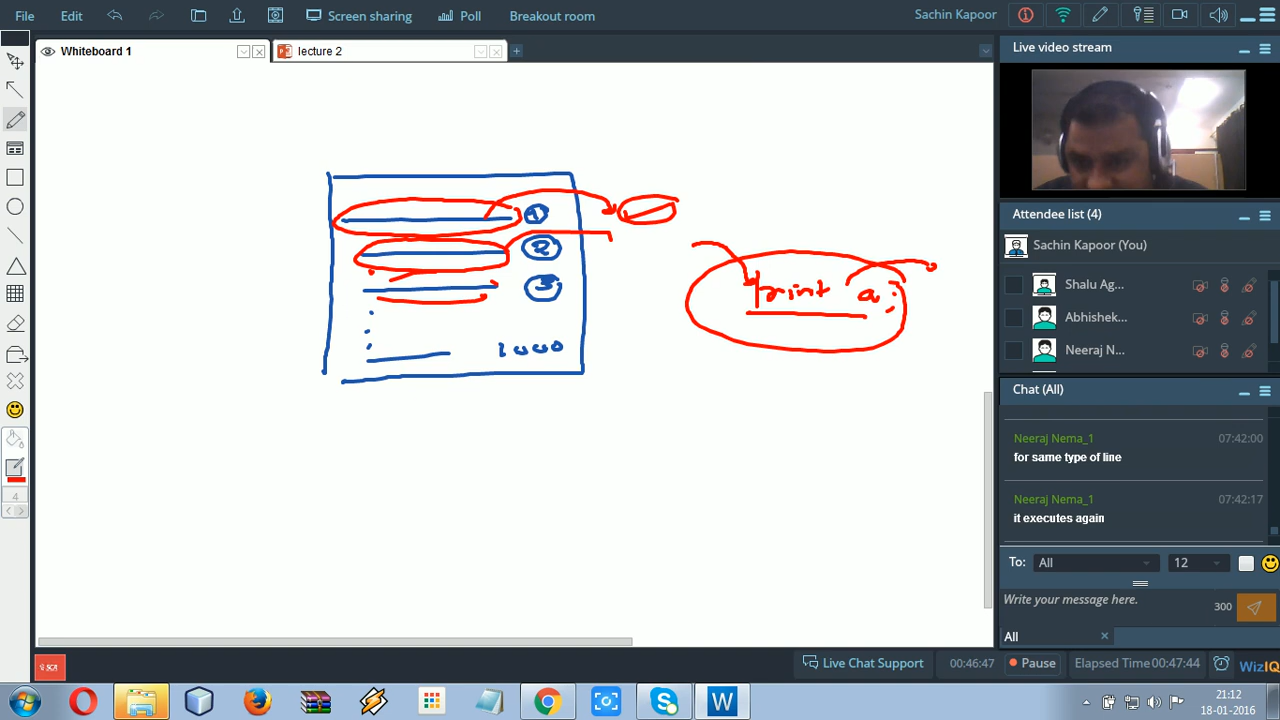 File Edit Screen sharing Poll Breakout room Sachin Kapoor
Whiteboard 1
lecture 2
Live video stream
1
2
3
1000
print a;
Attendee list (4)
Sachin Kapoor (You)
Shalu Ag...
Abhishek...
Neeraj N...
Chat (All)
Neeraj Nema_1 07:42:00
for same type of line
Neeraj Nema_1 07:42:17
it executes again
To: All 12
Write your message here. 300
All
4
Live Chat Support 00:46:47 Pause Elapsed Time 00:47:44 WizIQ
21:12
18-01-2016